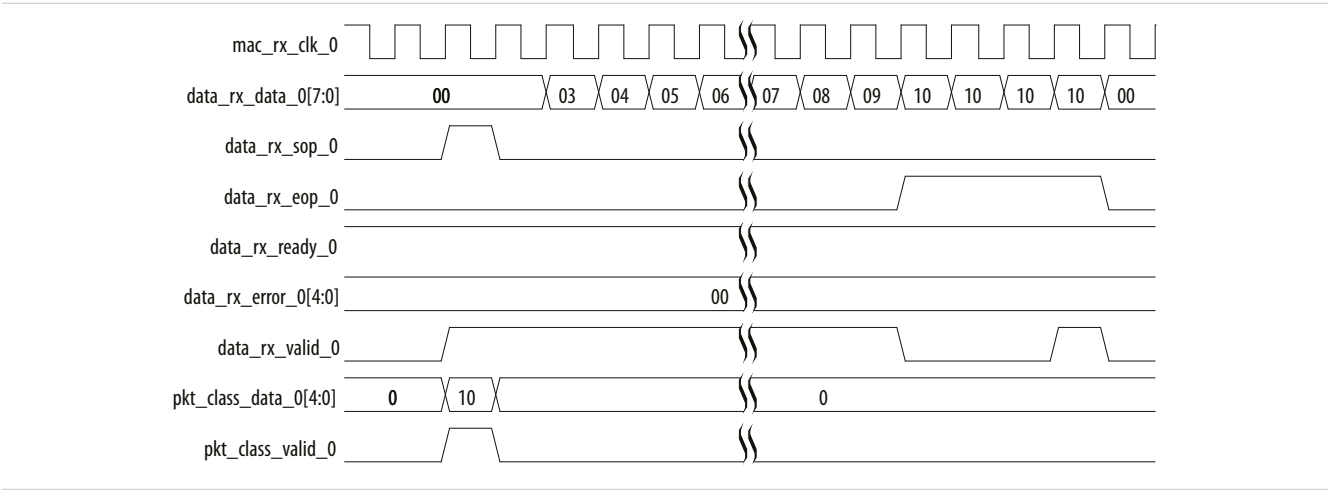 mac_rx_clk_0
data_rx_data_0[7:0] 00 03 04 05 06 07 08 09 10 10 10 10 00
data_rx_sop_0
data_rx_eop_0
data_rx_ready_0
data_rx_error_0[4:0] 00
data_rx_valid_0
pkt_class_data_0[4:0] 0 10 0
pkt_class_valid_0